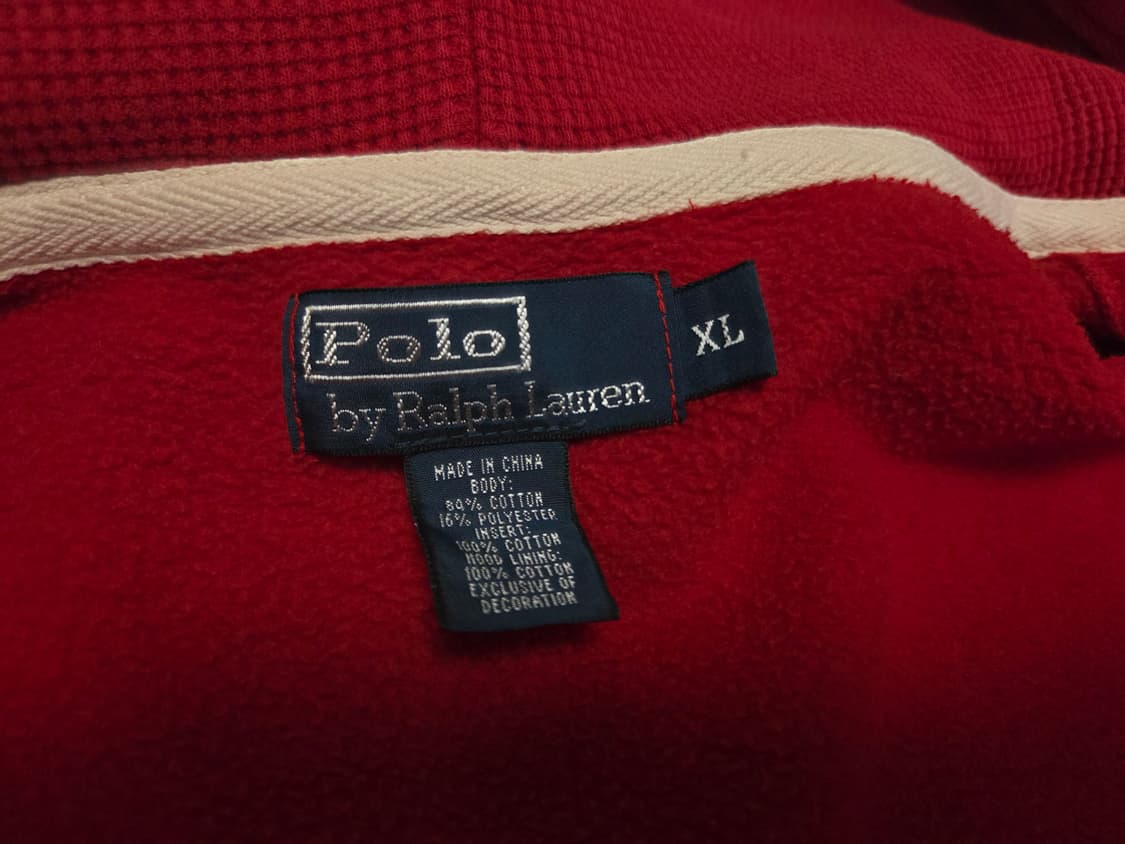 Polo
by Ralph Lauren
XL
MADE IN CHINA
BODY:
84% COTTON
16% POLYESTER
INSERT:
100% COTTON
HOOD LINING:
100% COTTON
EXCLUSIVE OF
DECORATION